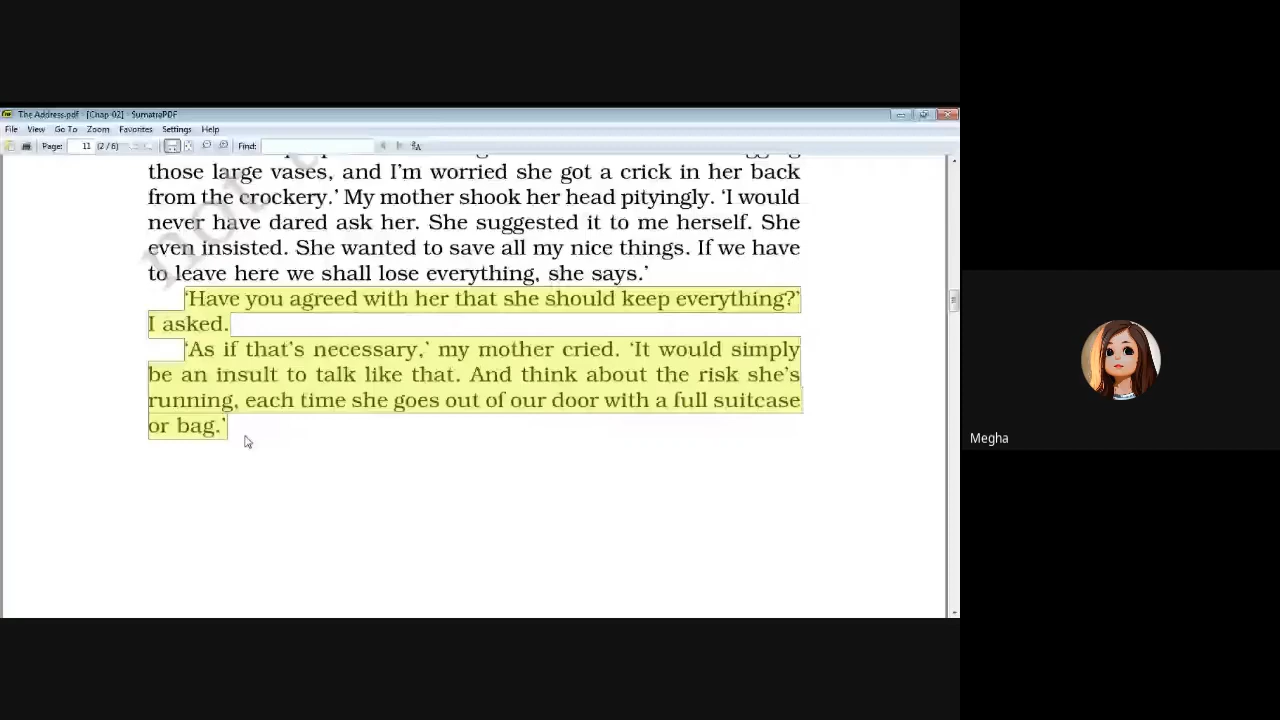 The Address.pdf - [Chap-02] - SumatraPDF
File View Go To Zoom Favorites Settings Help
Page: 11 (2/6) Find:
those large vases, and I'm worried she got a crick in her back
from the crockery.' My mother shook her head pityingly. 'I would
never have dared ask her. She suggested it to me herself. She
even insisted. She wanted to save all my nice things. If we have
to leave here we shall lose everything, she says.'
'Have you agreed with her that she should keep everything?'
I asked.
'As if that's necessary,' my mother cried. 'It would simply
be an insult to talk like that. And think about the risk she's
running, each time she goes out of our door with a full suitcase
or bag.'
not
Megha